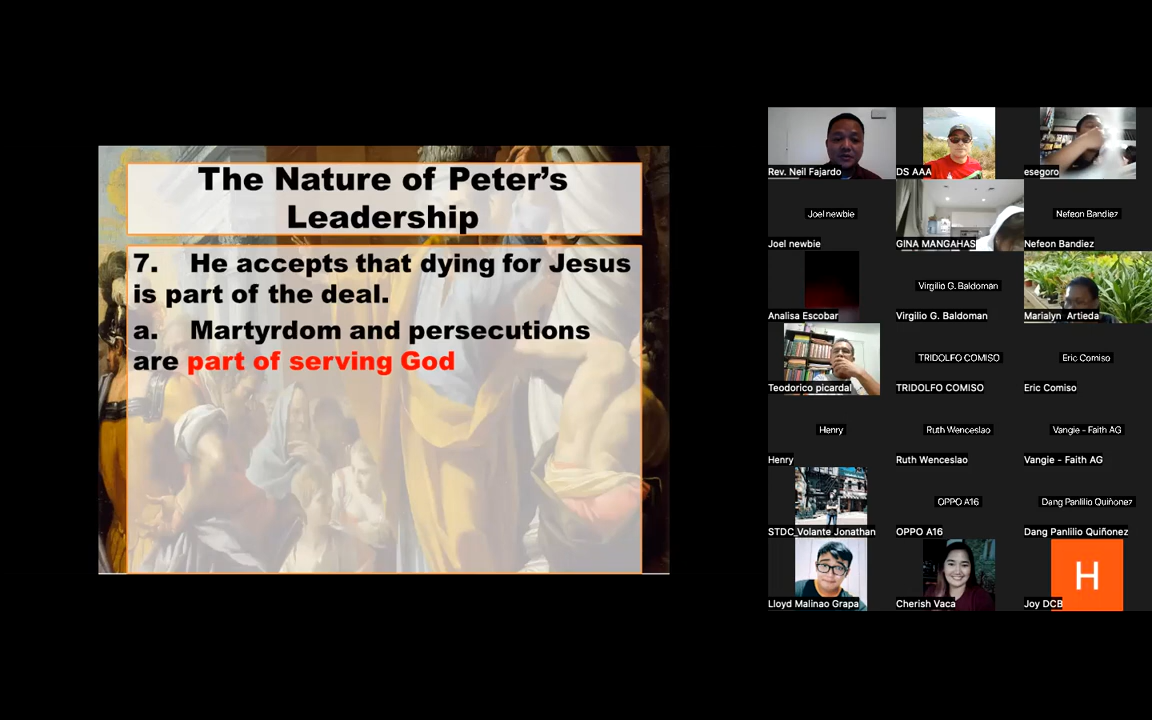 The Nature of Peter’s
Leadership
7. He accepts that dying for Jesus
is part of the deal.
a. Martyrdom and persecutions
are part of serving God
Rev. Neil Fajardo
DS AAA
esegoro
Joel newbie
Joel newbie
GINA MANGAHAS
Nefeon Bandiez
Nefeon Bandiez
Analisa Escobar
Virgilio G. Baldoman
Virgilio G. Baldoman
Marialyn Artieda
Teodorico picardal
TRIDOLFO COMISO
TRIDOLFO COMISO
Eric Comiso
Eric Comiso
Henry
Henry
Ruth Wenceslao
Ruth Wenceslao
Vangie - Faith AG
Vangie - Faith AG
STDC_Volante Jonathan
OPPO A16
OPPO A16
Dang Panlilio Quiñonez
Dang Panlilio Quiñonez
Lloyd Malinao Grapa
Cherish Vaca
H
Joy DCB